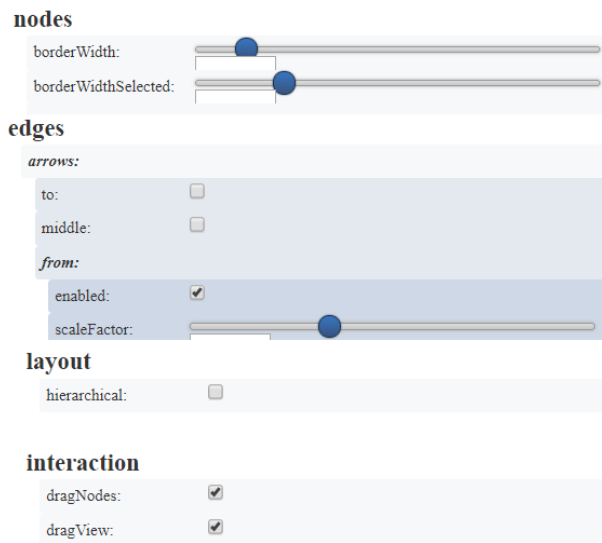 nodes
borderWidth:
borderWidthSelected:
edges
arrows:
to:
middle:
from:
enabled:
scaleFactor:
layout
hierarchical:
interaction
dragNodes:
dragView: